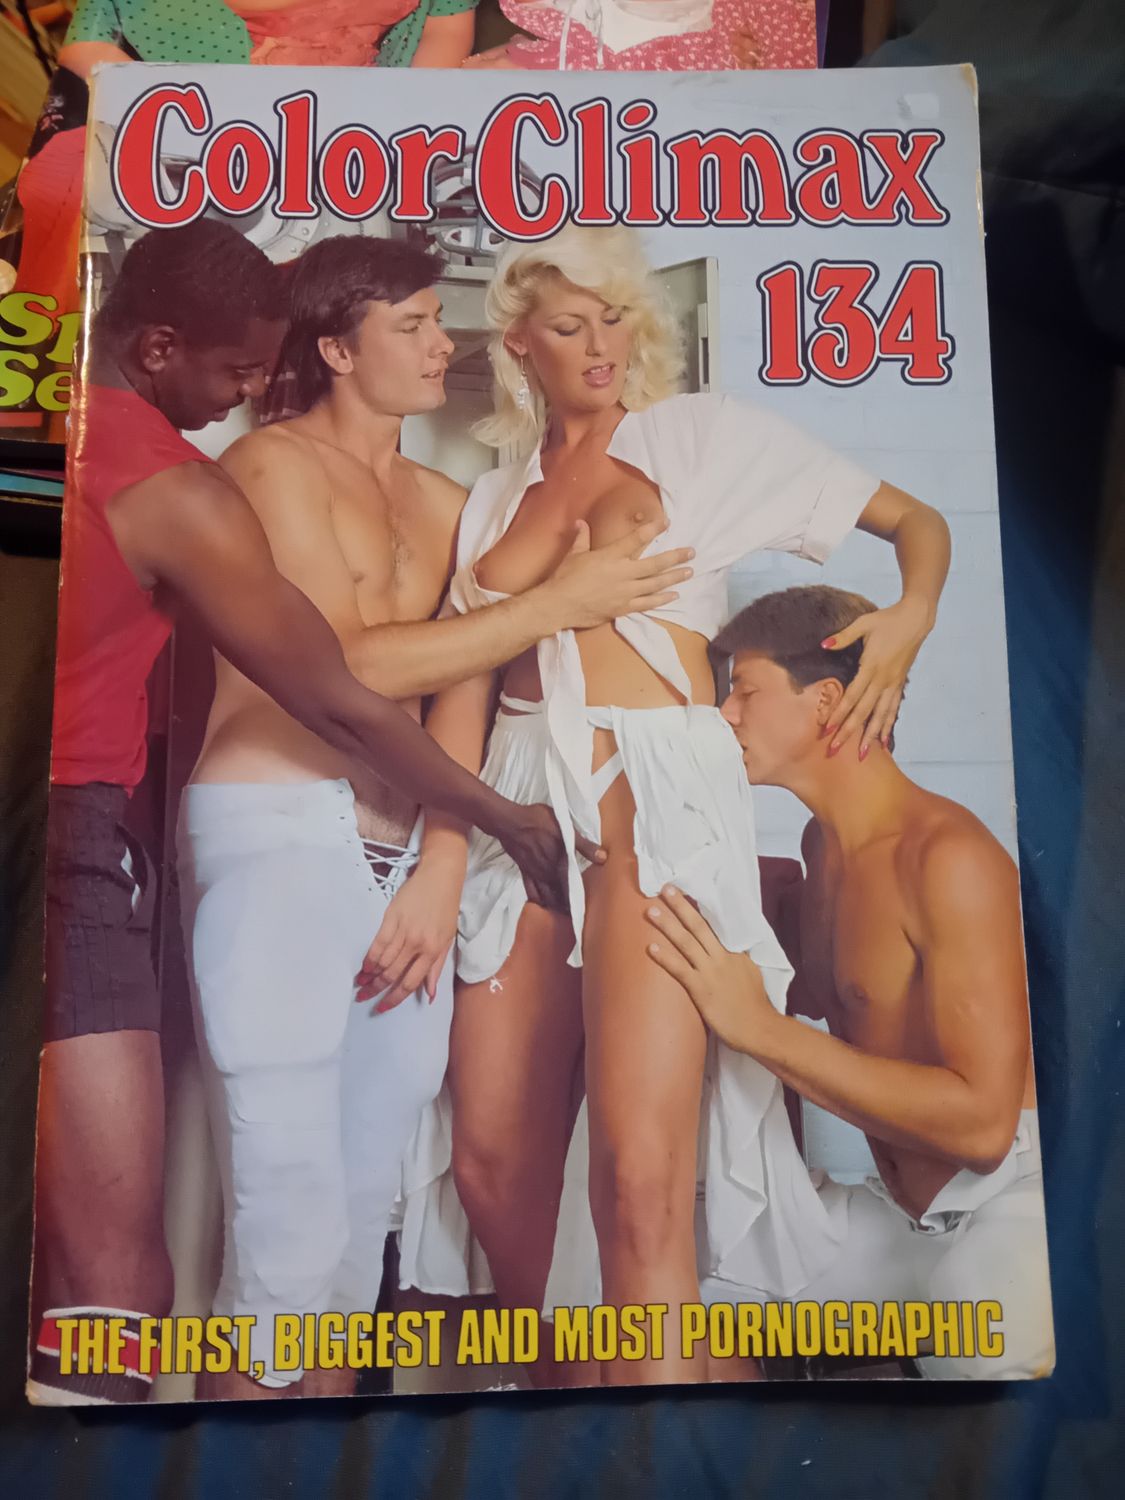 Color Climax
134
THE FIRST, BIGGEST AND MOST PORNOGRAPHIC